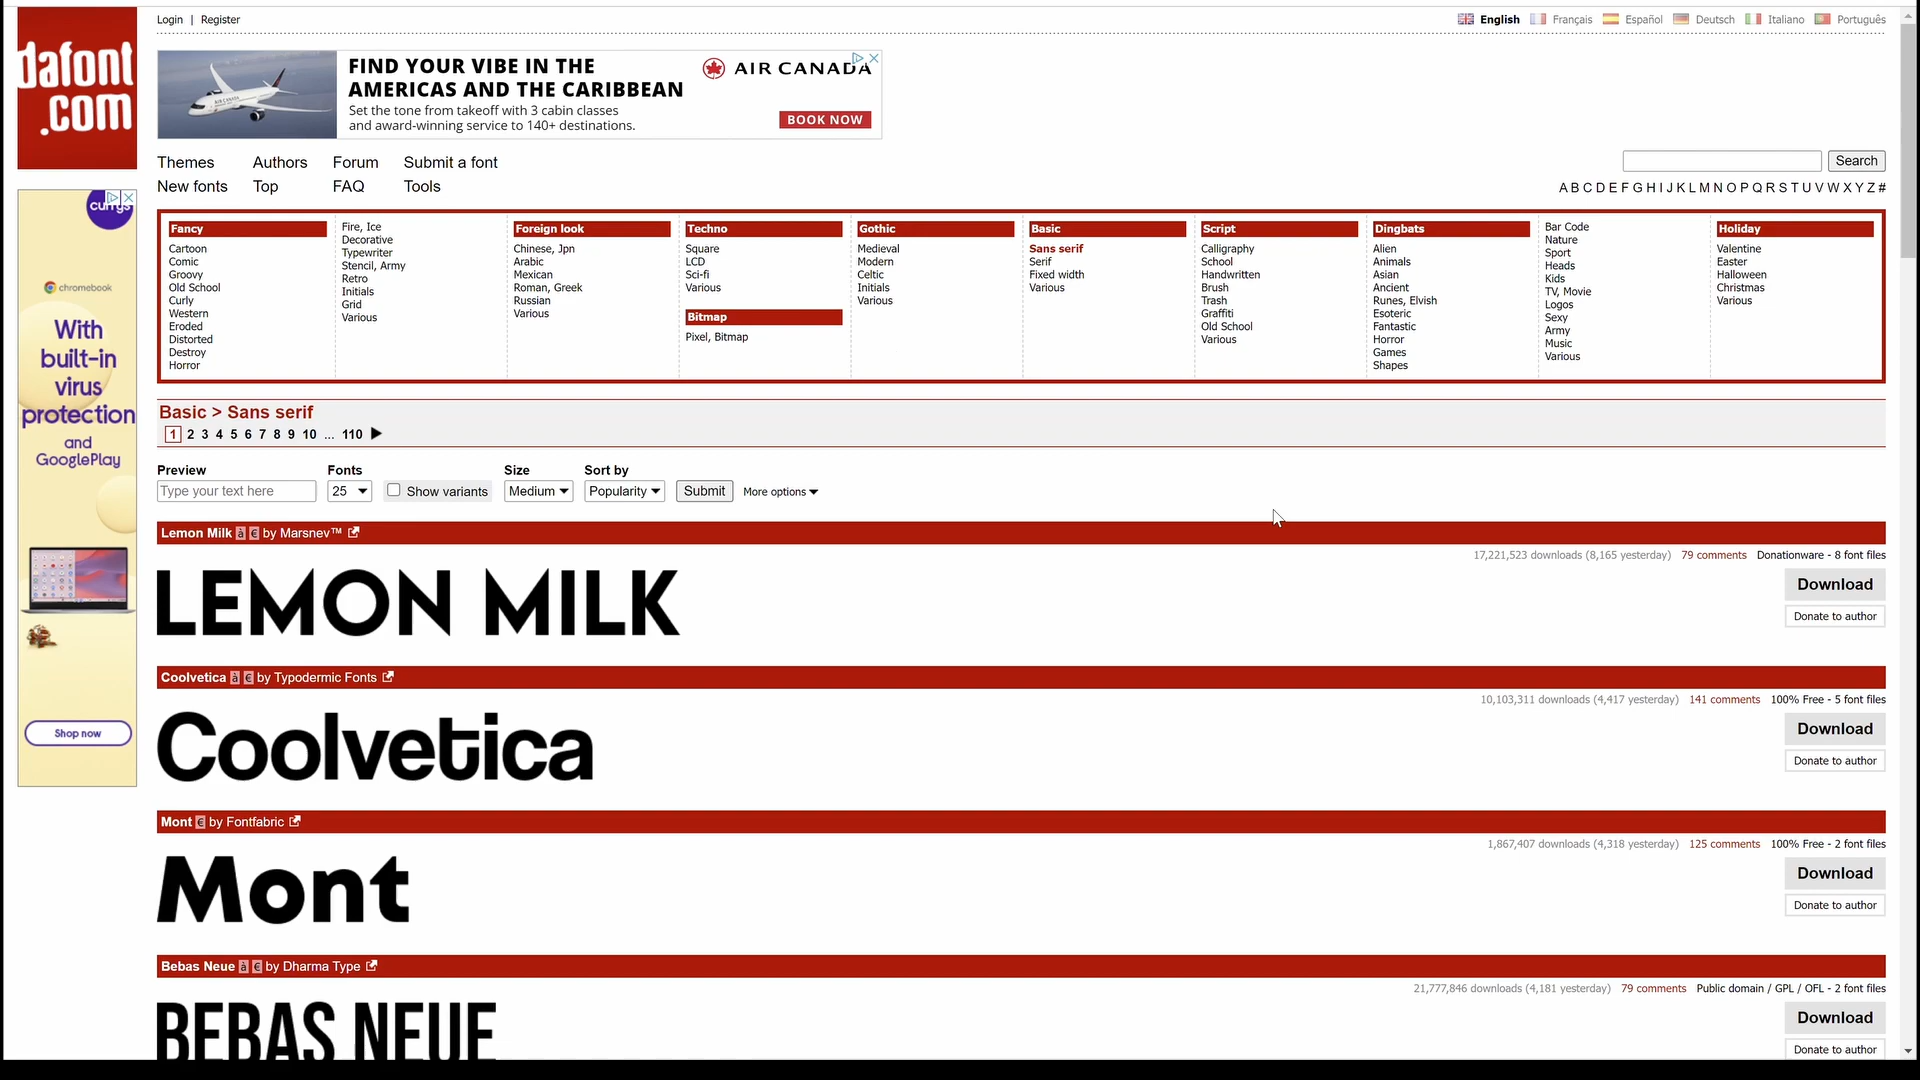 dafont
.com
Login | Register
English Français Español Deutsch Italiano Português
FIND YOUR VIBE IN THE
AMERICAS AND THE CARIBBEAN
Set the tone from takeoff with 3 cabin classes
and award-winning service to 140+ destinations.
AIR CANADA
BOOK NOW
Themes Authors Forum Submit a font
New fonts Top FAQ Tools
Search
A B C D E F G H I J K L M N O P Q R S T U V W X Y Z #
currys
chromebook
With
built-in
virus
protection
and
GooglePlay
Shop now
Fancy
Cartoon
Comic
Groovy
Old School
Curly
Western
Eroded
Distorted
Destroy
Horror
Fire, Ice
Decorative
Typewriter
Stencil, Army
Retro
Initials
Grid
Various
Foreign look
Chinese, Jpn
Arabic
Mexican
Roman, Greek
Russian
Various
Techno
Square
LCD
Sci-fi
Various
Bitmap
Pixel, Bitmap
Gothic
Medieval
Modern
Celtic
Initials
Various
Basic
Sans serif
Serif
Fixed width
Various
Script
Calligraphy
School
Handwritten
Brush
Trash
Graffiti
Old School
Various
Dingbats
Alien
Animals
Asian
Ancient
Runes, Elvish
Esoteric
Fantastic
Horror
Games
Shapes
Bar Code
Nature
Sport
Heads
Kids
TV, Movie
Logos
Sexy
Army
Music
Various
Holiday
Valentine
Easter
Halloween
Christmas
Various
Basic > Sans serif
1 2 3 4 5 6 7 8 9 10 ... 110
Preview Fonts Size Sort by
Type your text here 25 Show variants Medium Popularity Submit More options
Lemon Milk à € by Marsnev™
17,221,523 downloads (8,165 yesterday) 79 comments Donationware - 8 font files
LEMON MILK
Download
Donate to author
Coolvetica à € by Typodermic Fonts
10,103,311 downloads (4,417 yesterday) 141 comments 100% Free - 5 font files
Coolvetica
Download
Donate to author
Mont € by Fontfabric
1,867,407 downloads (4,318 yesterday) 125 comments 100% Free - 2 font files
Mont
Download
Donate to author
Bebas Neue à € by Dharma Type
21,777,846 downloads (4,181 yesterday) 79 comments Public domain / GPL / OFL - 2 font files
BEBAS NEUE
Download
Donate to author